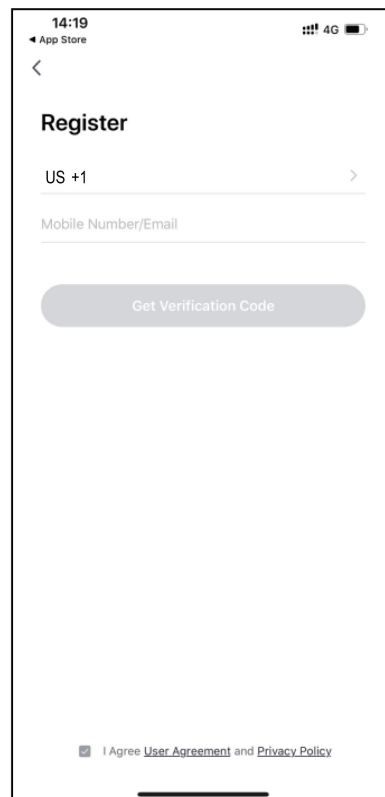 14:19
4G
◀ App Store
Register
US +1
Mobile Number/Email
Get Verification Code
I Agree User Agreement and Privacy Policy